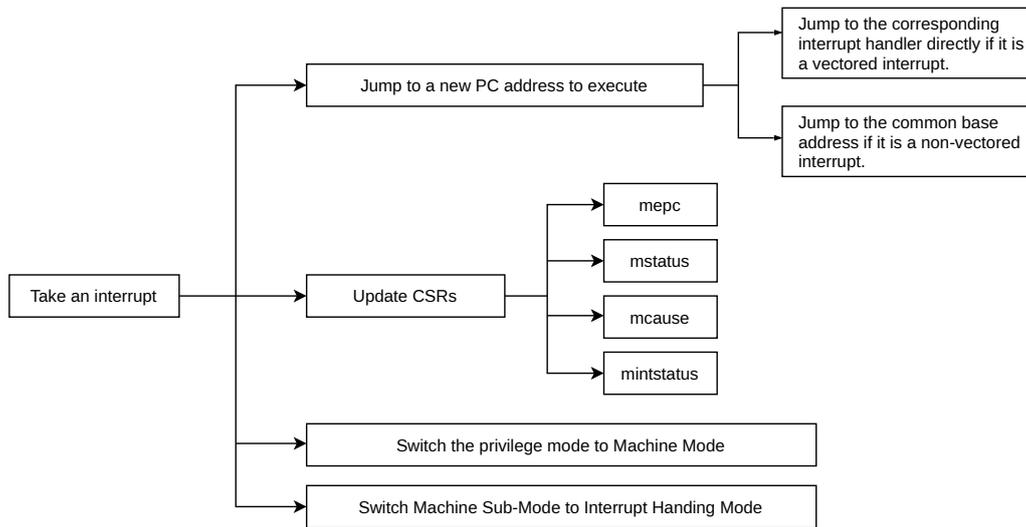 Jump to the corresponding
interrupt handler directly if it is
a vectored interrupt.
Jump to a new PC address to execute
Jump to the common base
address if it is a non-vectored
interrupt.
mepc
mstatus
Take an interrupt
Update CSRs
mcause
mintstatus
Switch the privilege mode to Machine Mode
Switch Machine Sub-Mode to Interrupt Handing Mode